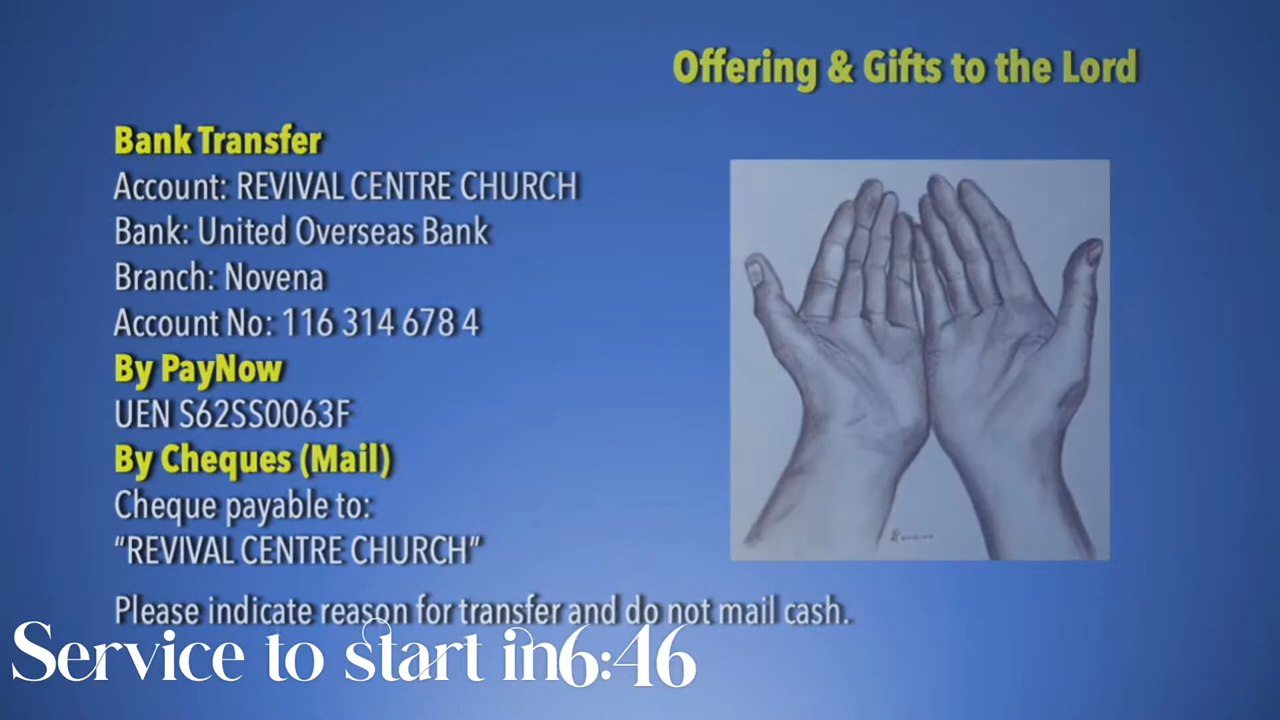 Offering & Gifts to the Lord
Bank Transfer
Account: REVIVAL CENTRE CHURCH
Bank: United Overseas Bank
Branch: Novena
Account No: 116 314 678 4
By PayNow
UEN S62SS0063F
By Cheques (Mail)
Cheque payable to:
“REVIVAL CENTRE CHURCH”
Please indicate reason for transfer and do not mail cash.
Service to start in6:46